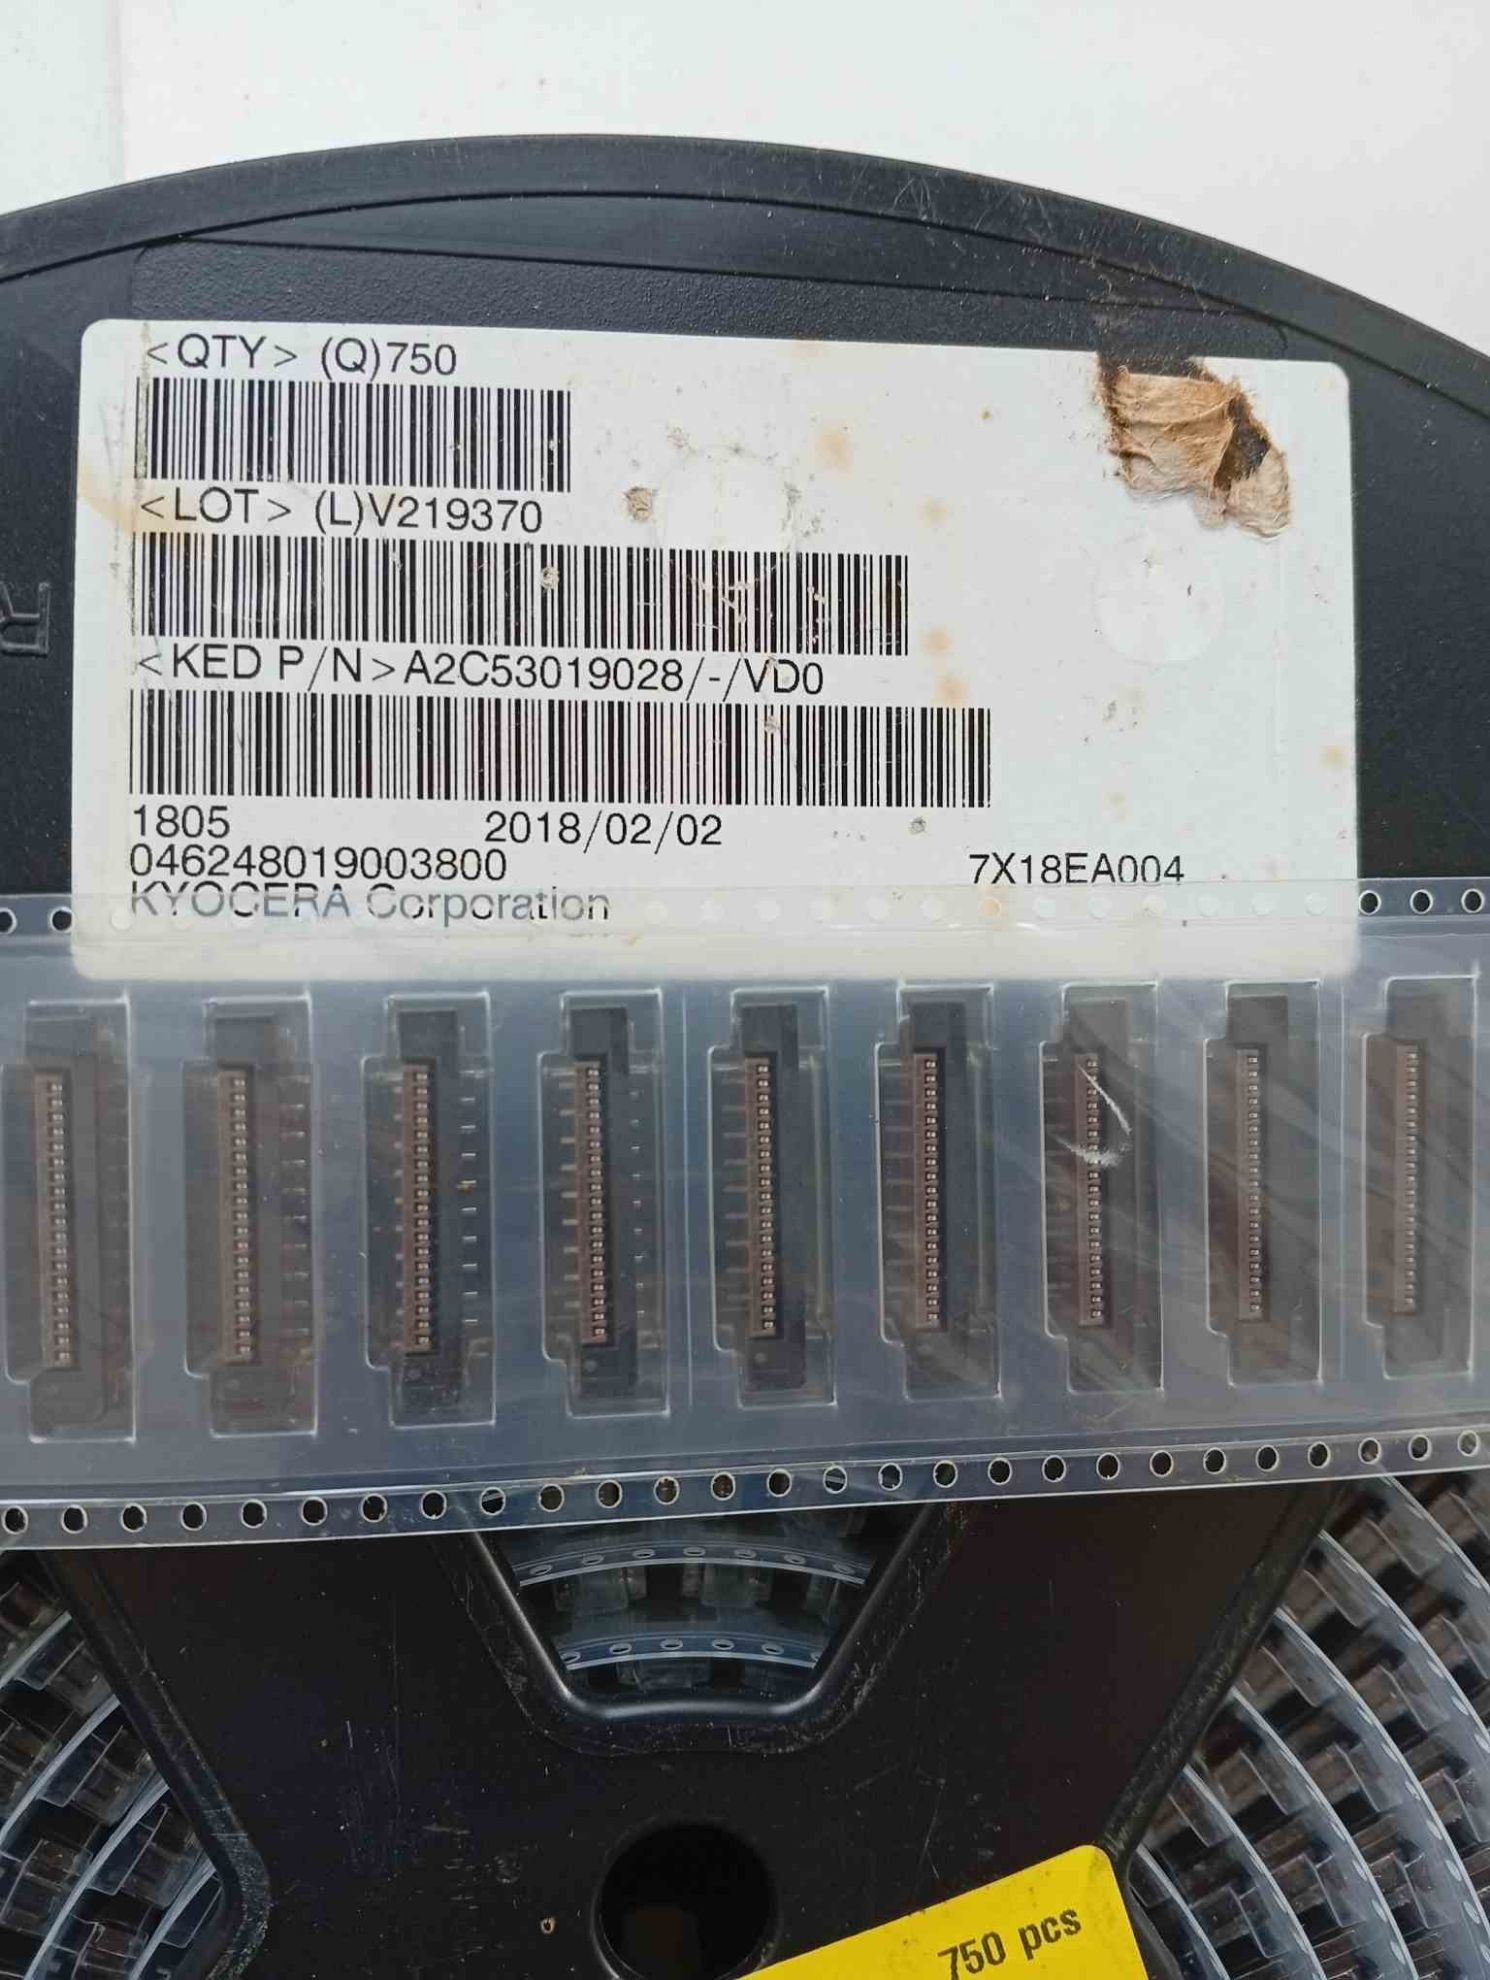 <QTY> (Q)750
<LOT> (L)V219370
<KED P/N>A2C53019028/-/VD0
1805 2018/02/02
046248019003800 7X18EA004
KYOCERA Corporation
R
750 pcs